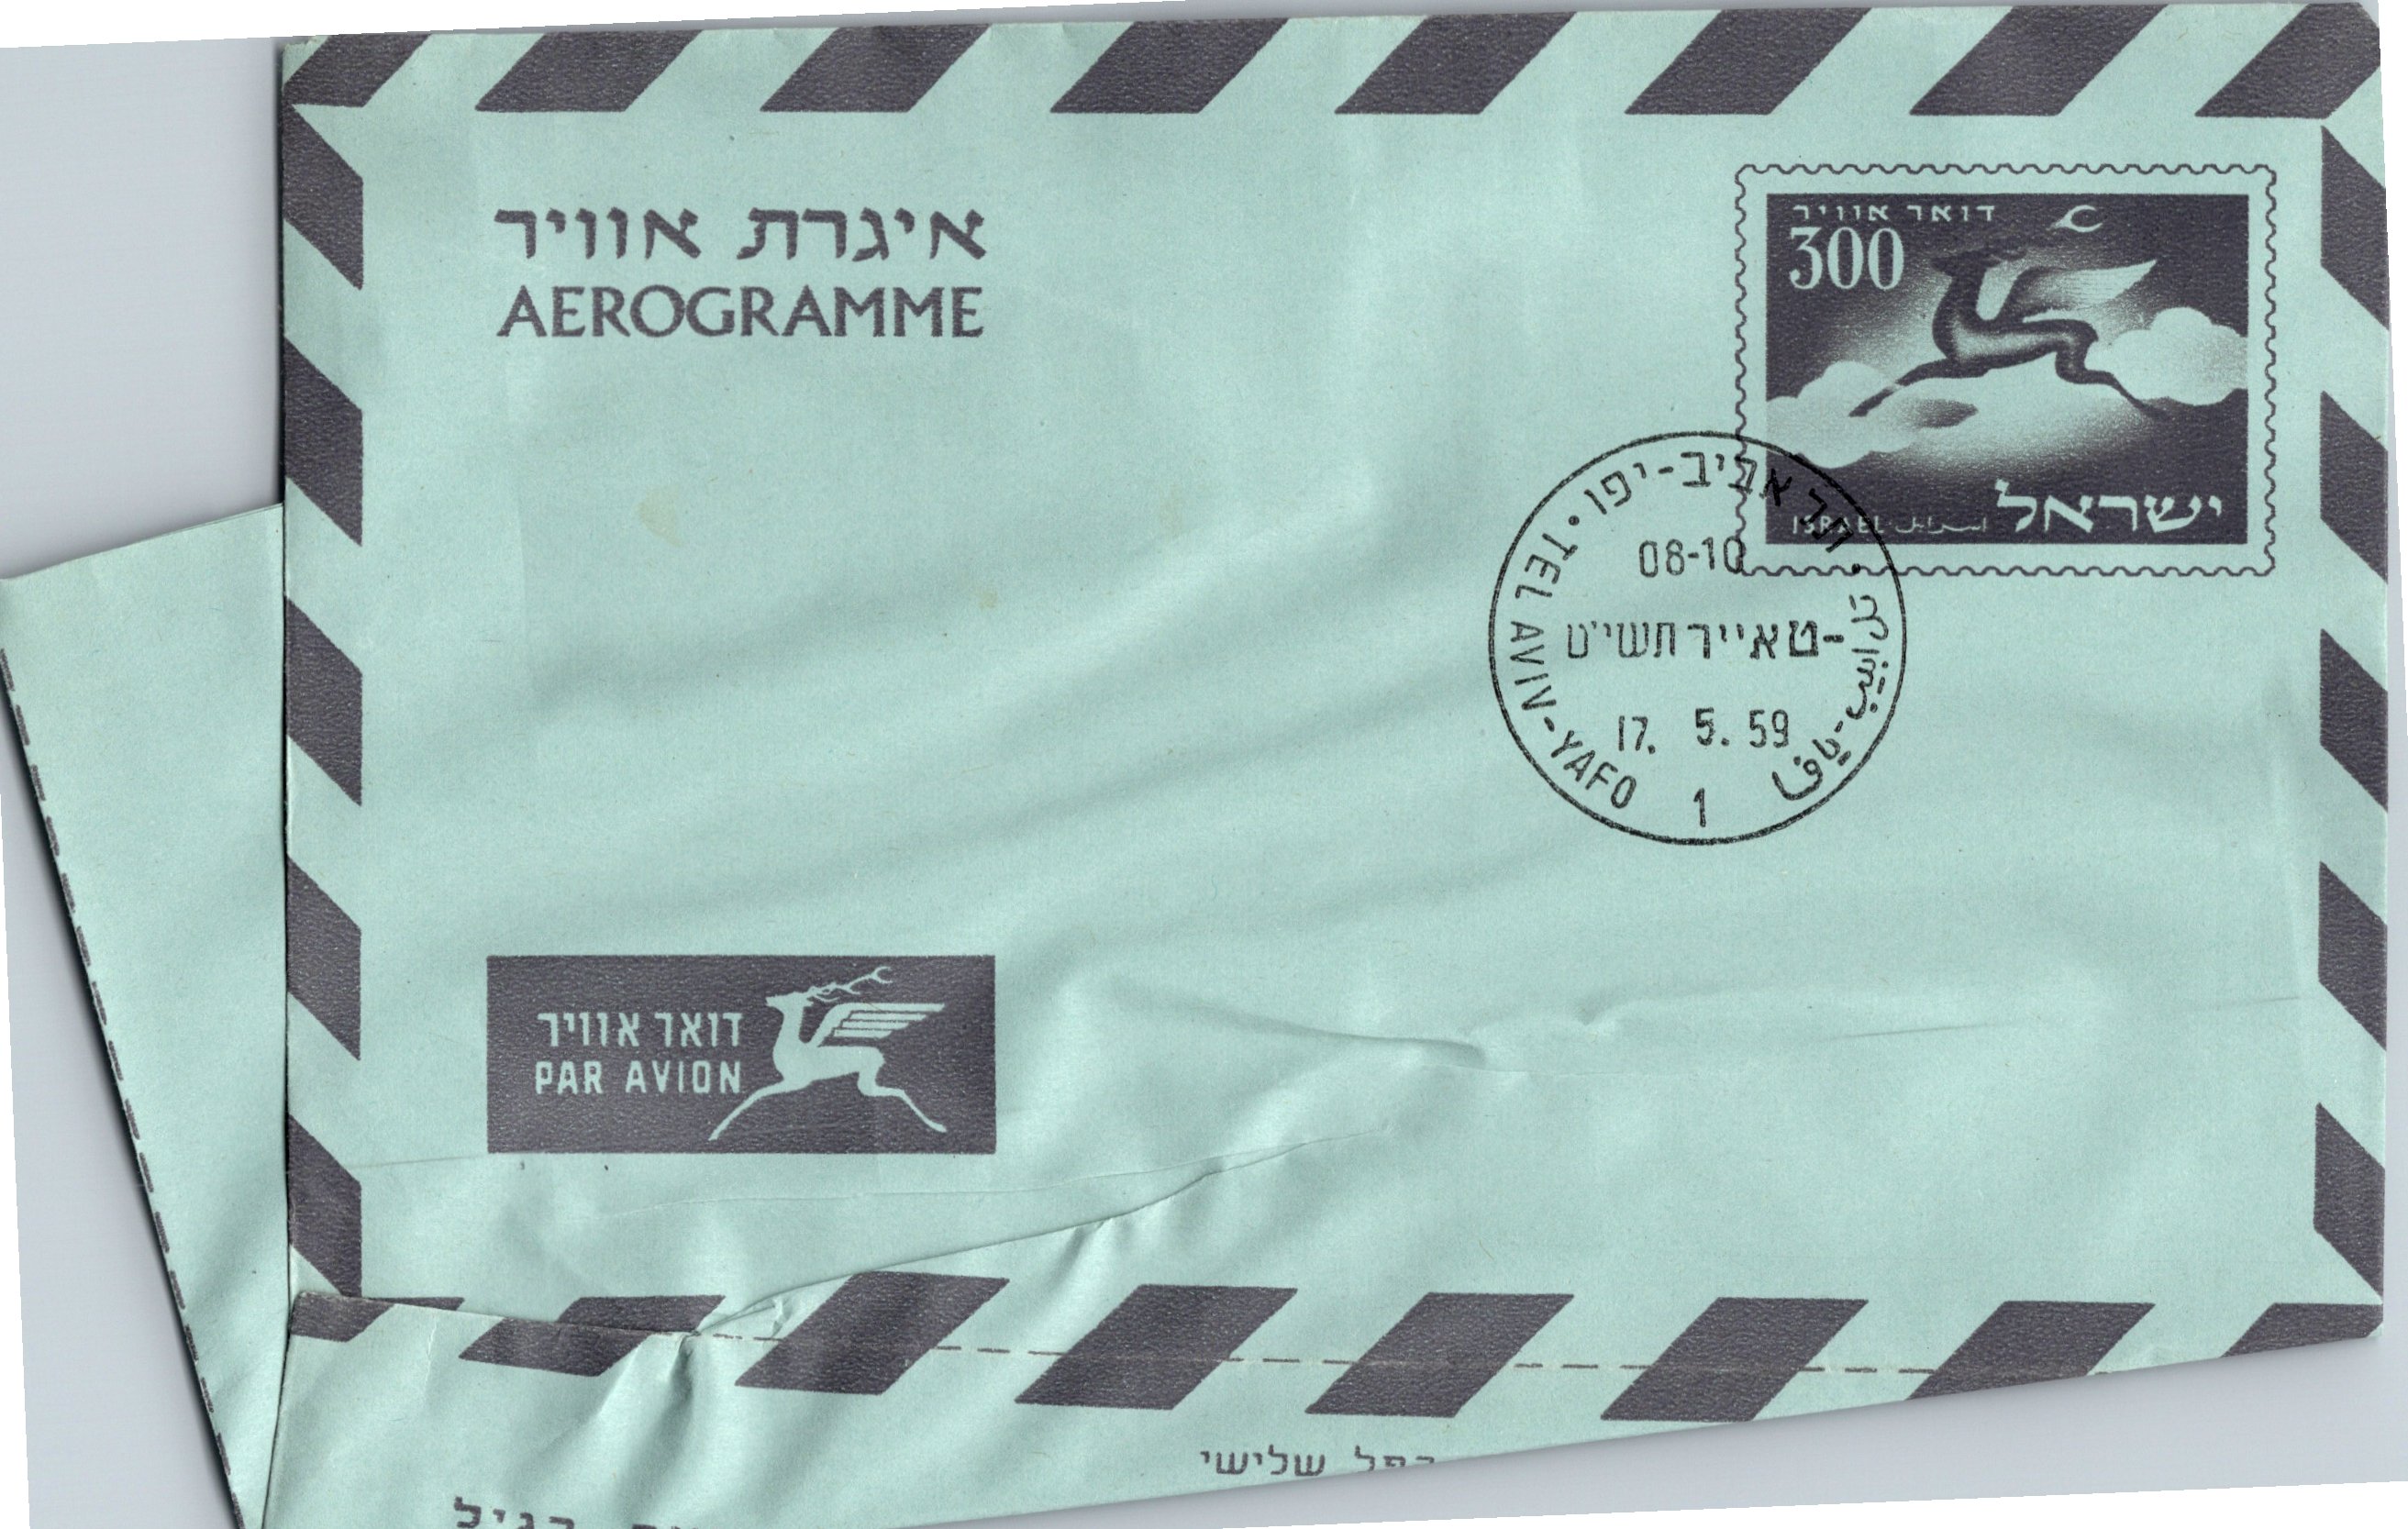 איגרת אוויר
AEROGRAMME
דואר אוויר
300
ישראל
اسرائيل
ISRAEL
תל אביב-יפו • TEL AVIV-YAFO
08-10
ט אייר תשי״ט-
17. 5. 59
1
דואר אוויר
PAR AVION
שלישי